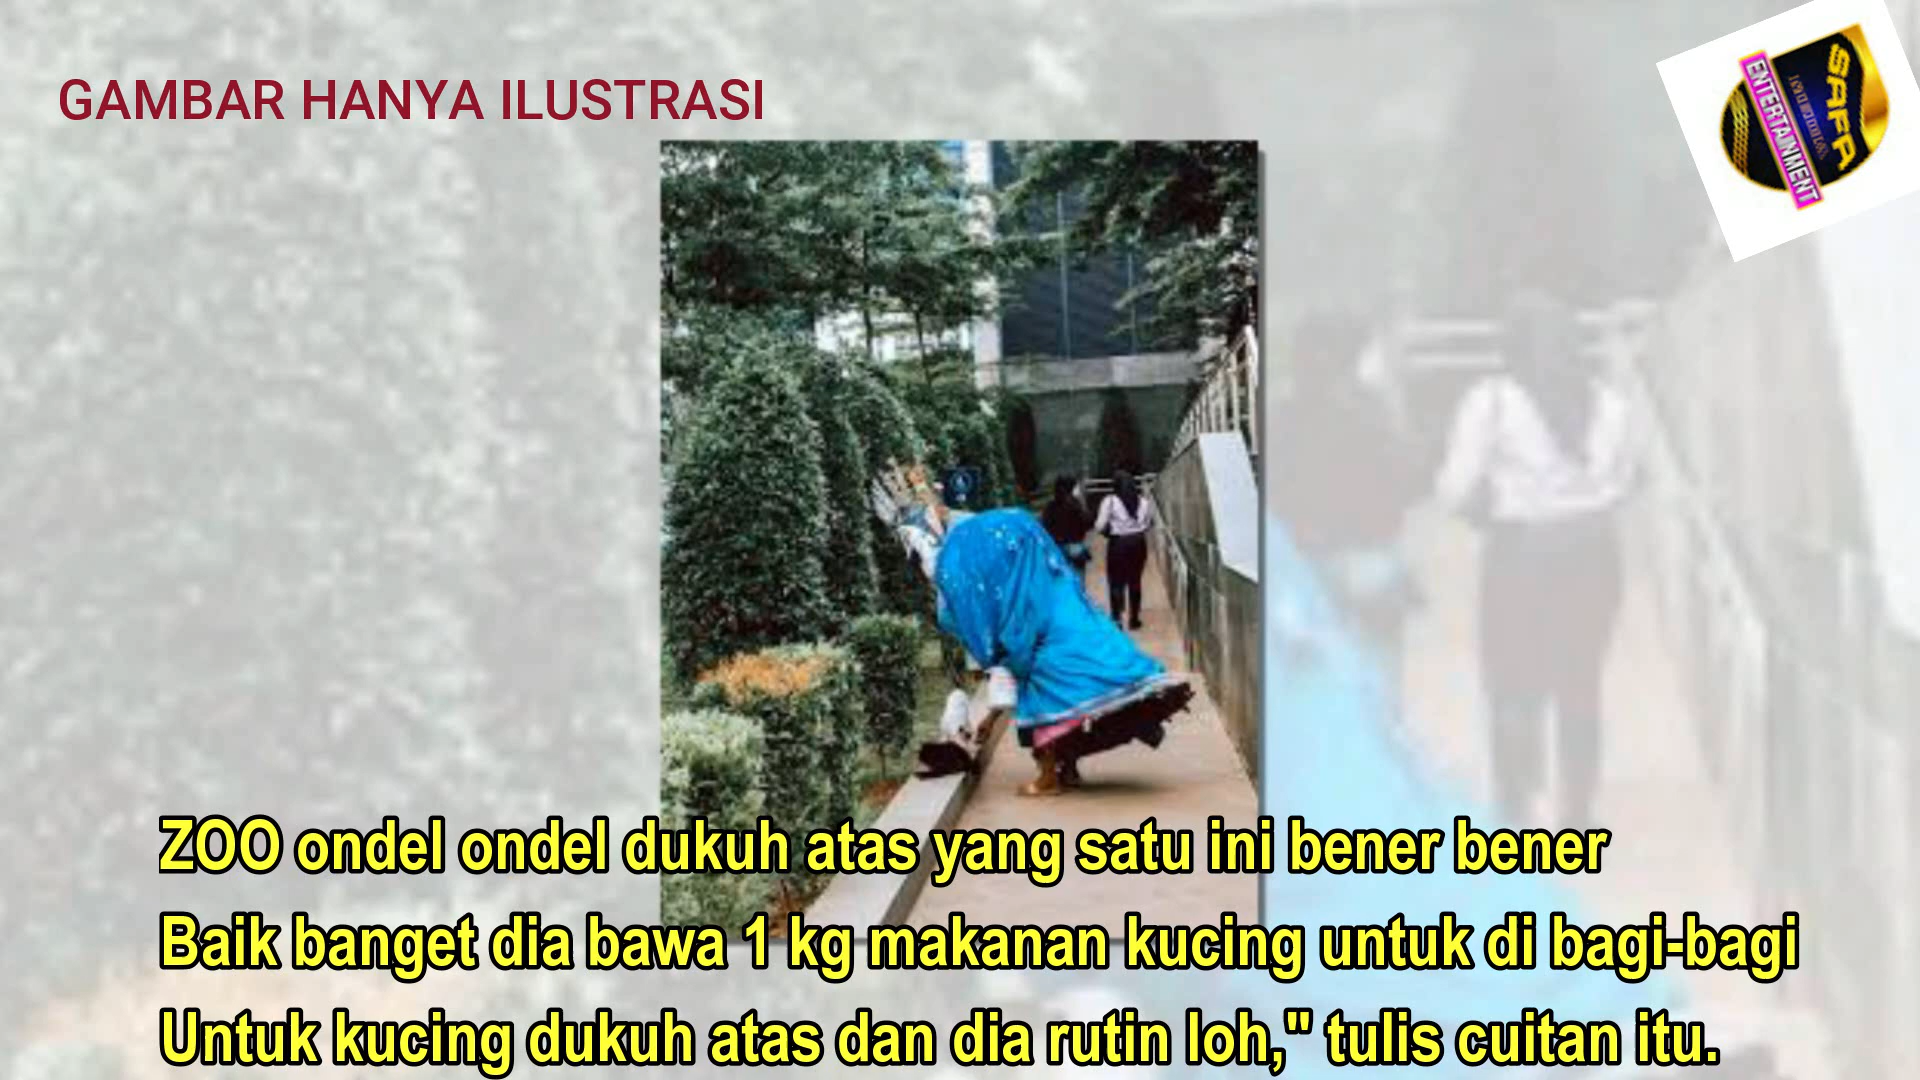 GAMBAR HANYA ILUSTRASI
SAFA
ENTERTAINMENT
ZOO ondel ondel dukuh atas yang satu ini bener bener
Baik banget dia bawa 1 kg makanan kucing untuk di bagi-bagi
Untuk kucing dukuh atas dan dia rutin loh," tulis cuitan itu.